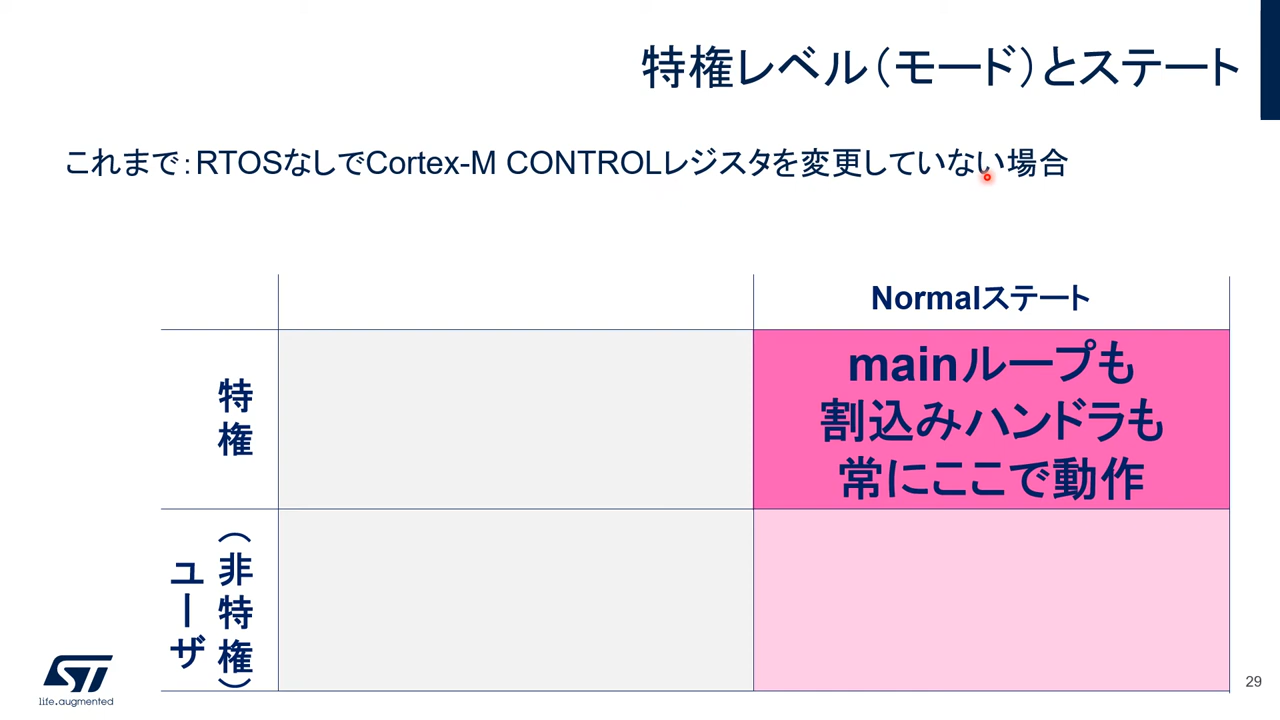 特権レベル（モード）とステート
これまで：RTOSなしでCortex-M CONTROLレジスタを変更していない場合
Normalステート
特権
mainループも
割込みハンドラも
常にここで動作
（非特権）
ユーザ
ST
life.augmented
29